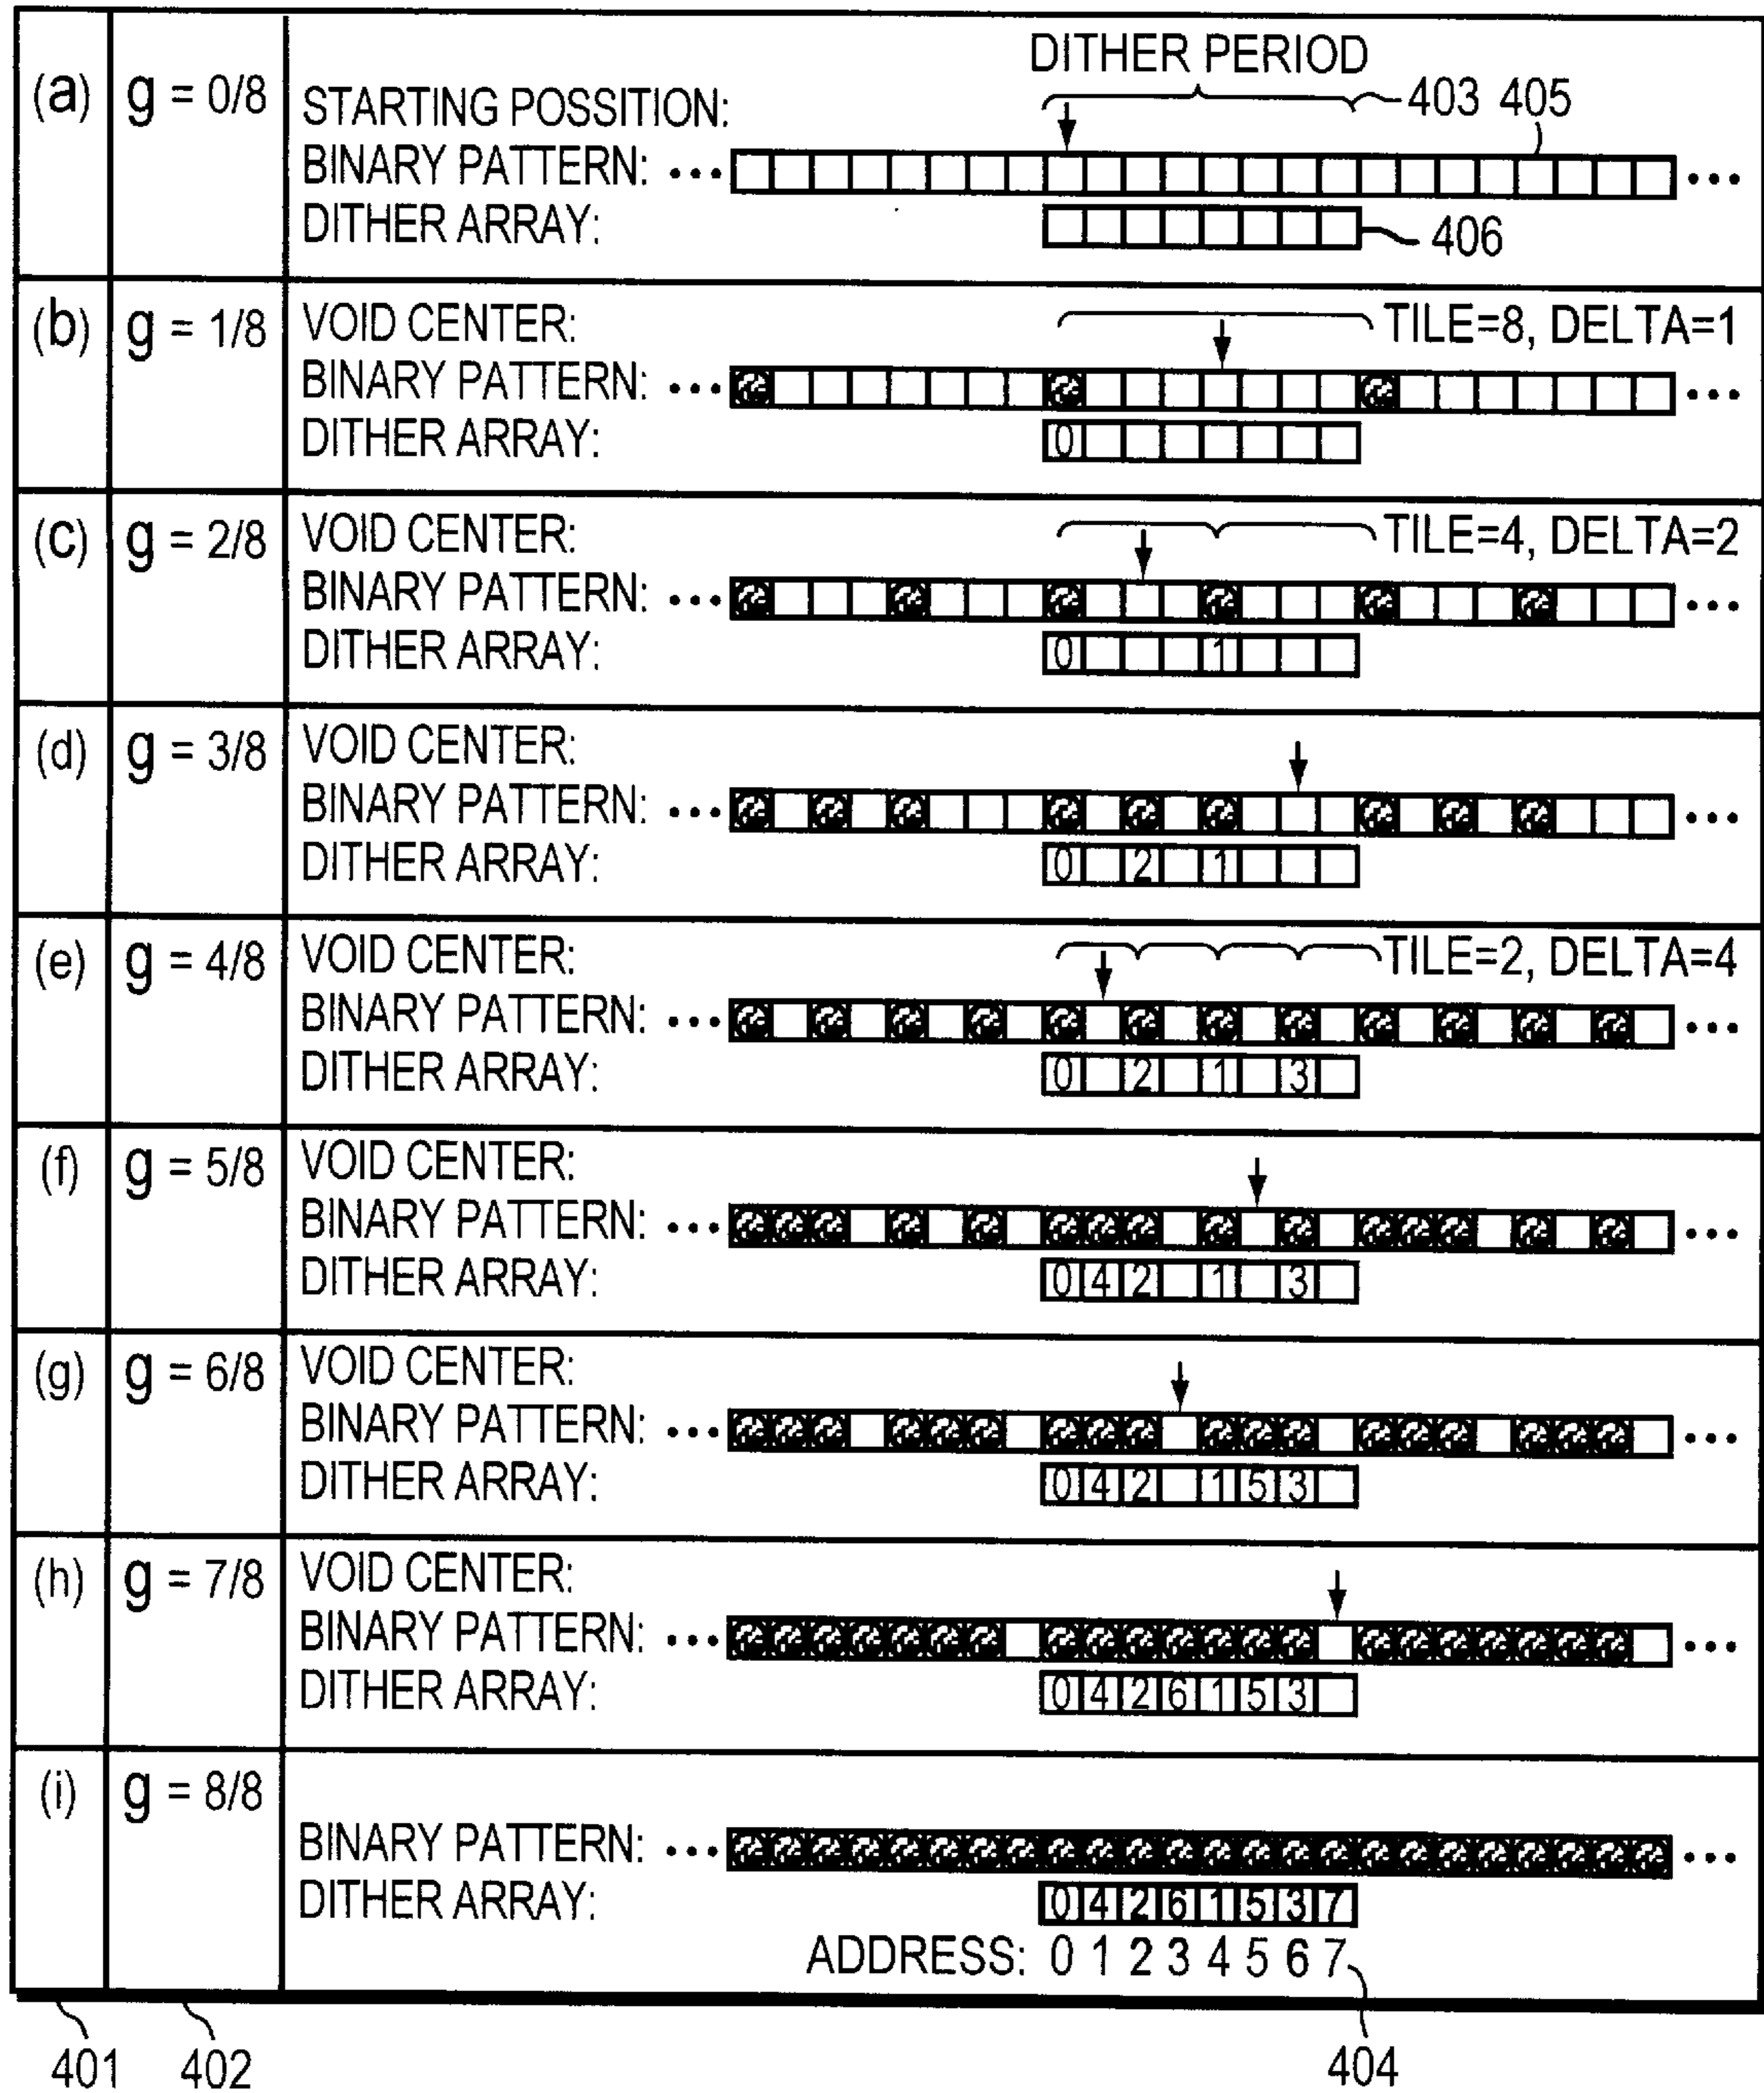 (a) g = 0/8 DITHER PERIOD
STARTING POSSITION: 403 405
BINARY PATTERN: ••• •••
DITHER ARRAY: 406
(b) g = 1/8 VOID CENTER: TILE=8, DELTA=1
BINARY PATTERN: ••• •••
DITHER ARRAY: 0
(c) g = 2/8 VOID CENTER: TILE=4, DELTA=2
BINARY PATTERN: ••• •••
DITHER ARRAY: 0 1
(d) g = 3/8 VOID CENTER:
BINARY PATTERN: ••• •••
DITHER ARRAY: 0 2 1
(e) g = 4/8 VOID CENTER: TILE=2, DELTA=4
BINARY PATTERN: ••• •••
DITHER ARRAY: 0 2 1 3
(f) g = 5/8 VOID CENTER:
BINARY PATTERN: ••• •••
DITHER ARRAY: 0 4 2 1 3
(g) g = 6/8 VOID CENTER:
BINARY PATTERN: ••• •••
DITHER ARRAY: 0 4 2 1 5 3
(h) g = 7/8 VOID CENTER:
BINARY PATTERN: ••• •••
DITHER ARRAY: 0 4 2 6 1 5 3
(i) g = 8/8
BINARY PATTERN: ••• •••
DITHER ARRAY: 0 4 2 6 1 5 3 7
ADDRESS: 0 1 2 3 4 5 6 7
401 402 404